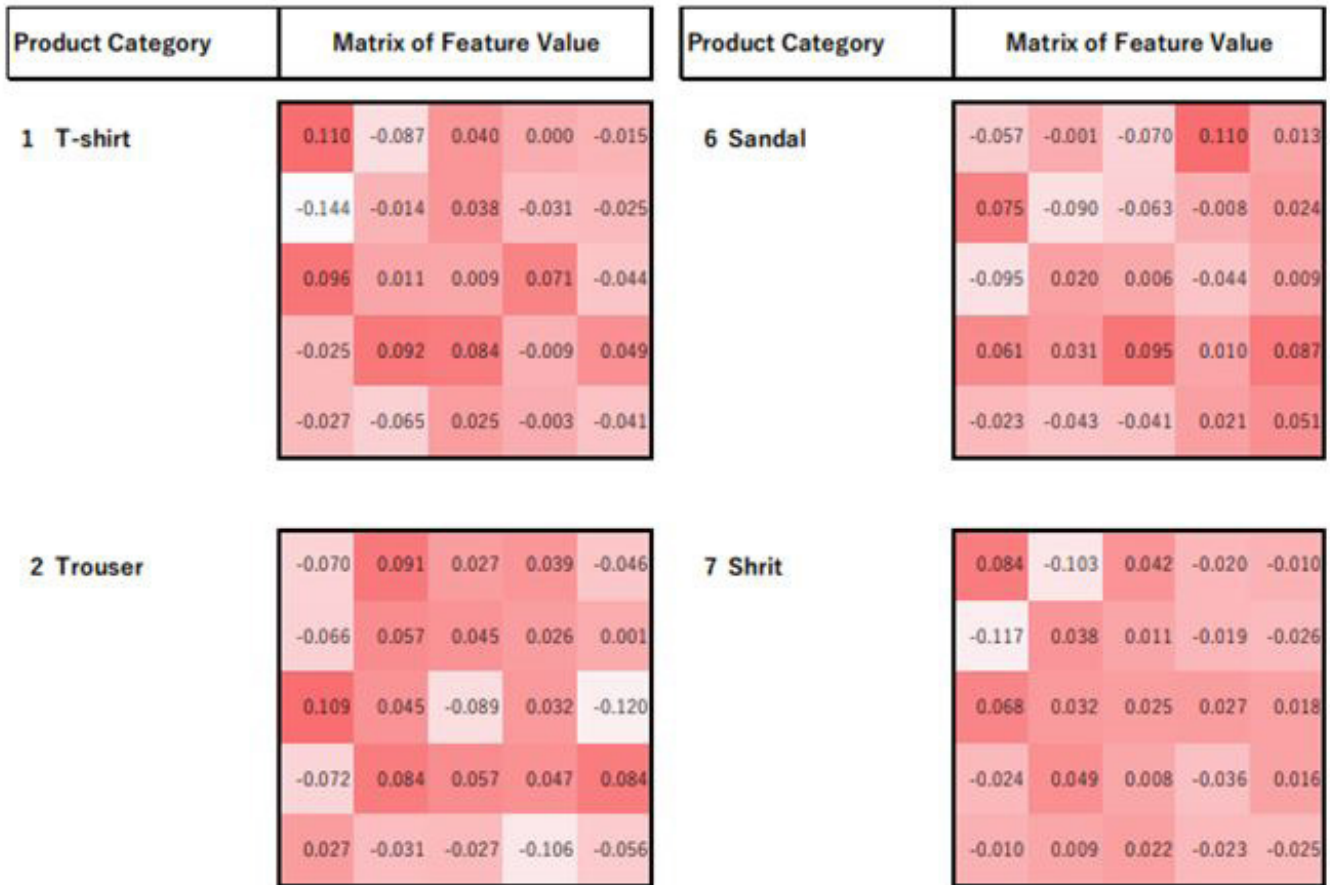 Product Category Matrix of Feature Value Product Category Matrix of Feature Value
1 T-shirt
0.110 -0.087 0.040 0.000 -0.015
-0.144 -0.014 0.038 -0.031 -0.025
0.096 0.011 0.009 0.071 -0.044
-0.025 0.092 0.084 -0.009 0.049
-0.027 -0.065 0.025 -0.003 -0.041
6 Sandal
-0.057 -0.001 -0.070 0.110 0.013
0.075 -0.090 -0.063 -0.008 0.024
-0.095 0.020 0.006 -0.044 0.009
0.061 0.031 0.095 0.010 0.087
-0.023 -0.043 -0.041 0.021 0.051
2 Trouser
-0.070 0.091 0.027 0.039 -0.046
-0.066 0.057 0.045 0.026 0.001
0.109 0.045 -0.089 0.032 -0.120
-0.072 0.084 0.057 0.047 0.084
0.027 -0.031 -0.027 -0.106 -0.056
7 Shrit
0.084 -0.103 0.042 -0.020 -0.010
-0.117 0.038 0.011 -0.019 -0.026
0.068 0.032 0.025 0.027 0.018
-0.024 0.049 0.008 -0.036 0.016
-0.010 0.009 0.022 -0.023 -0.025